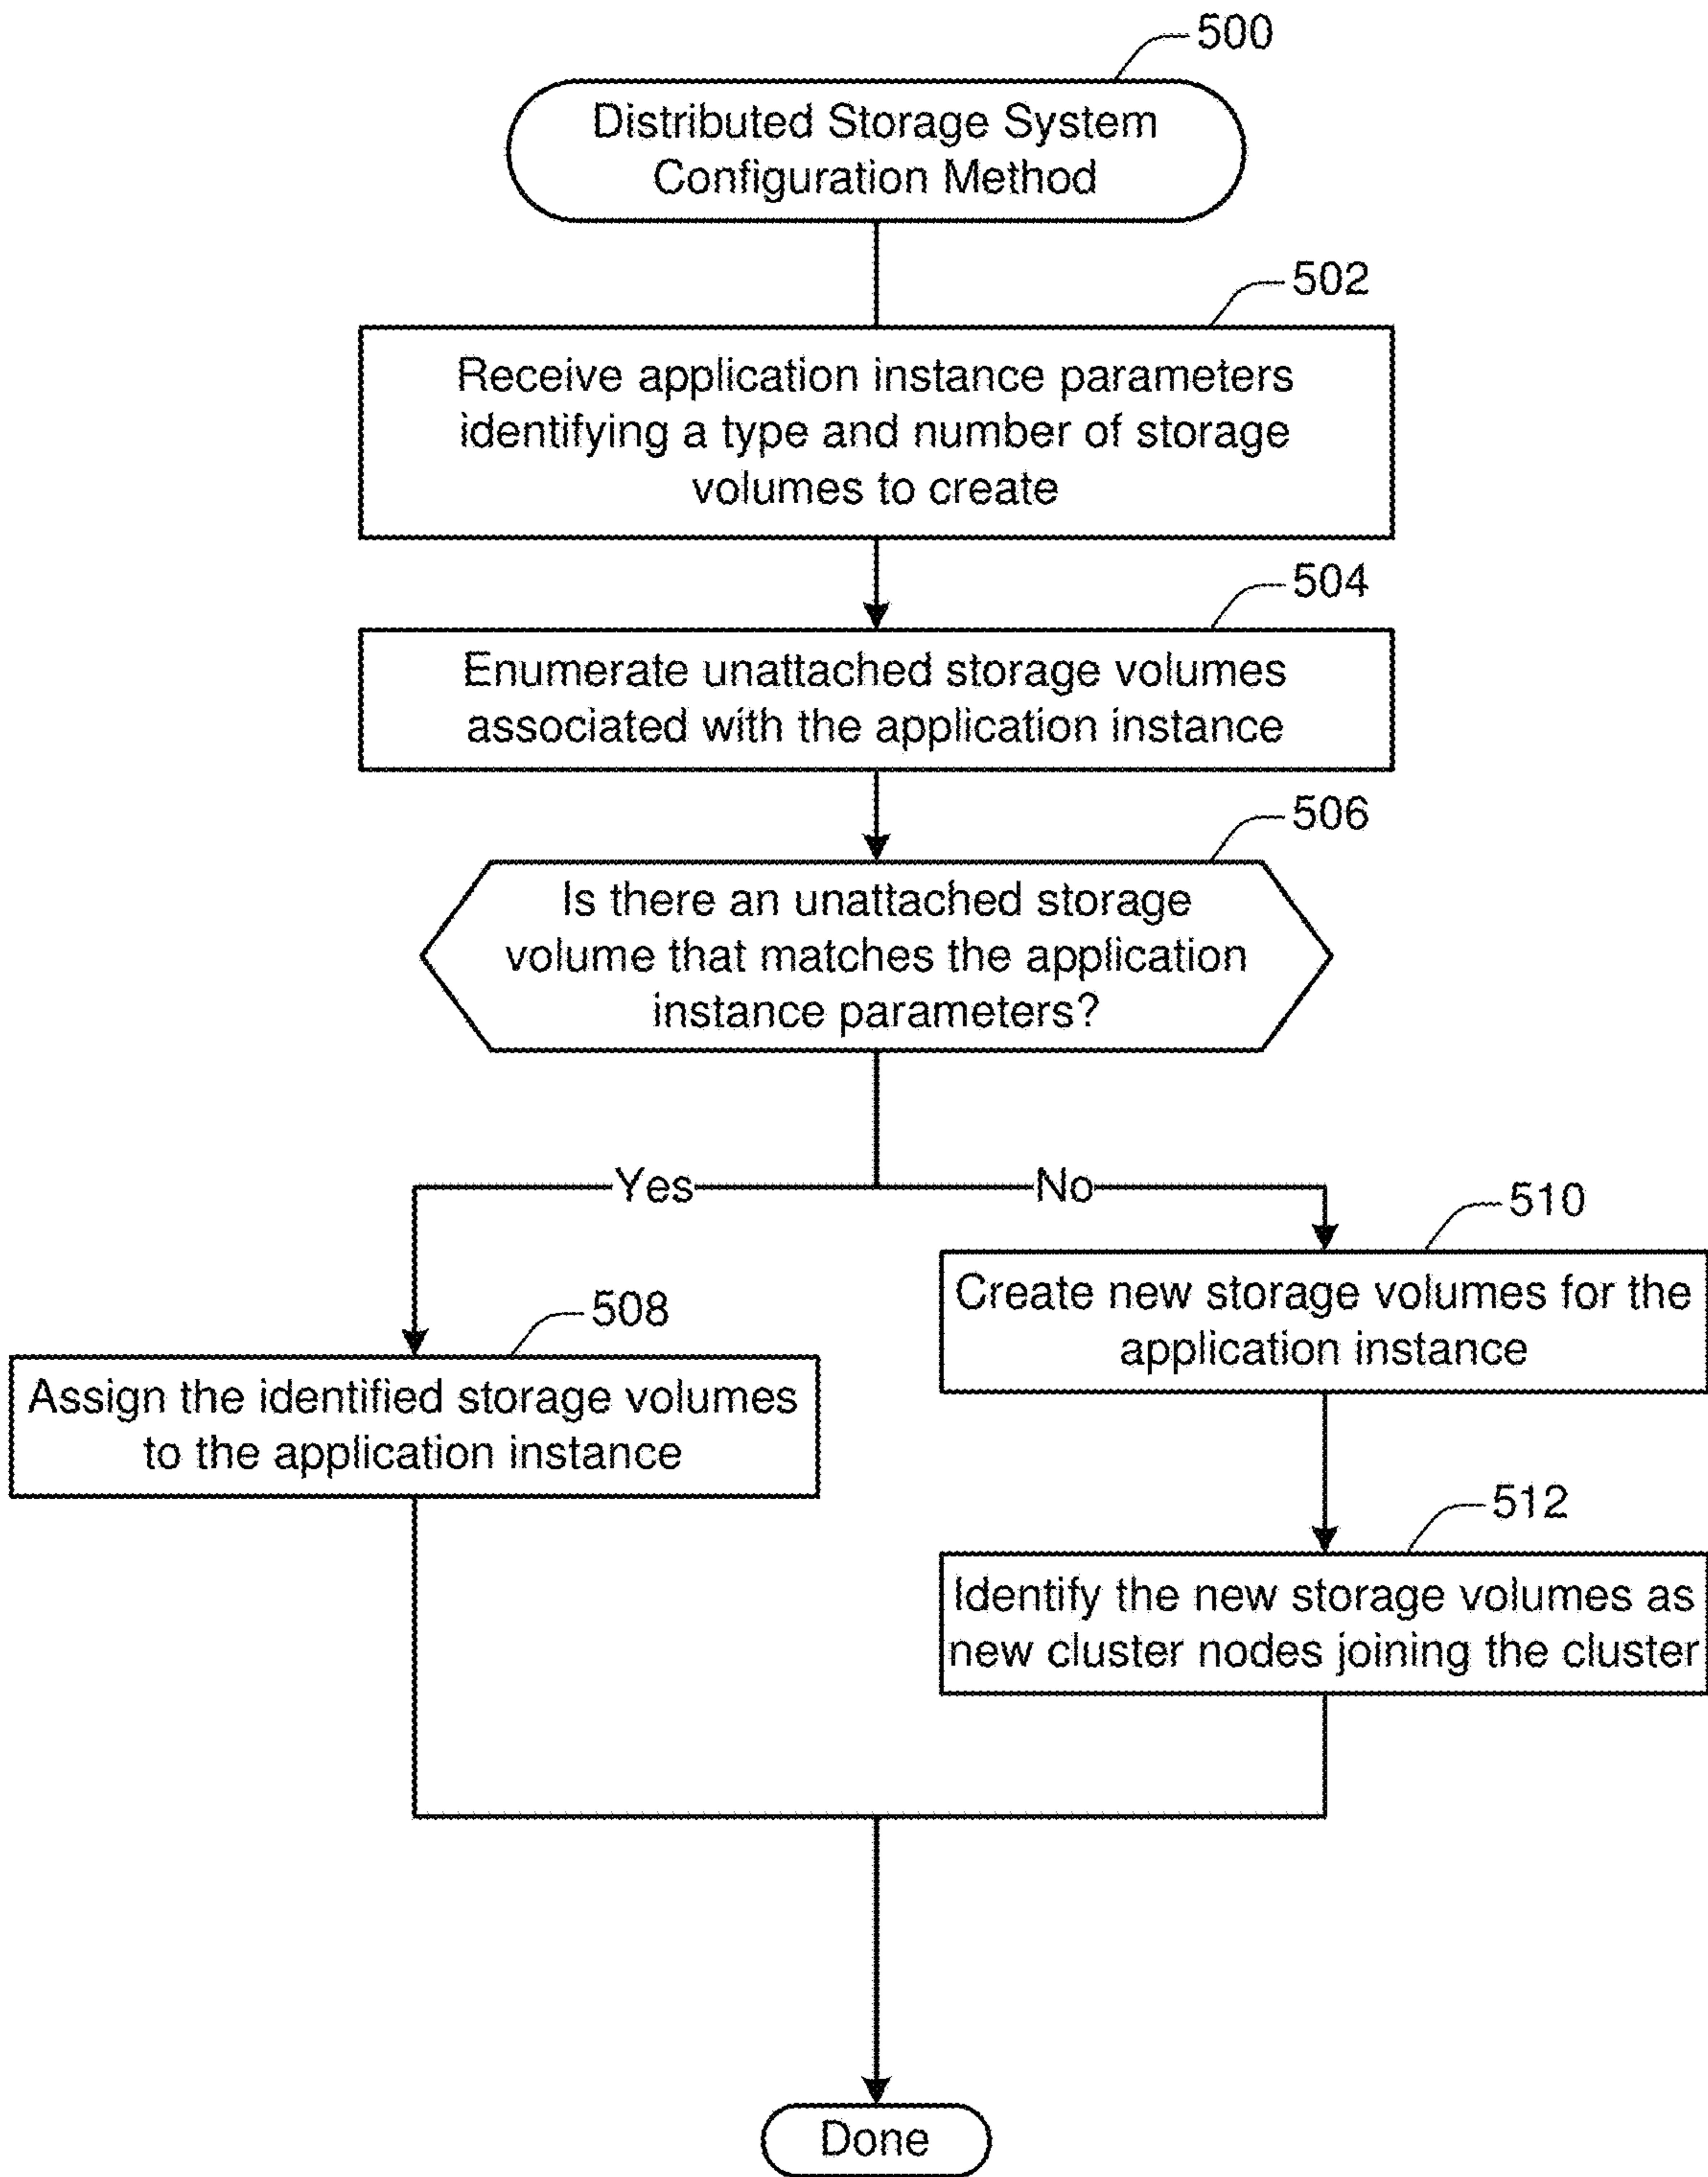 500
Distributed Storage System
Configuration Method
502
Receive application instance parameters
identifying a type and number of storage
volumes to create
504
Enumerate unattached storage volumes
associated with the application instance
506
Is there an unattached storage
volume that matches the application
instance parameters?
Yes
No
508
Assign the identified storage volumes
to the application instance
510
Create new storage volumes for the
application instance
512
Identify the new storage volumes as
new cluster nodes joining the cluster
Done